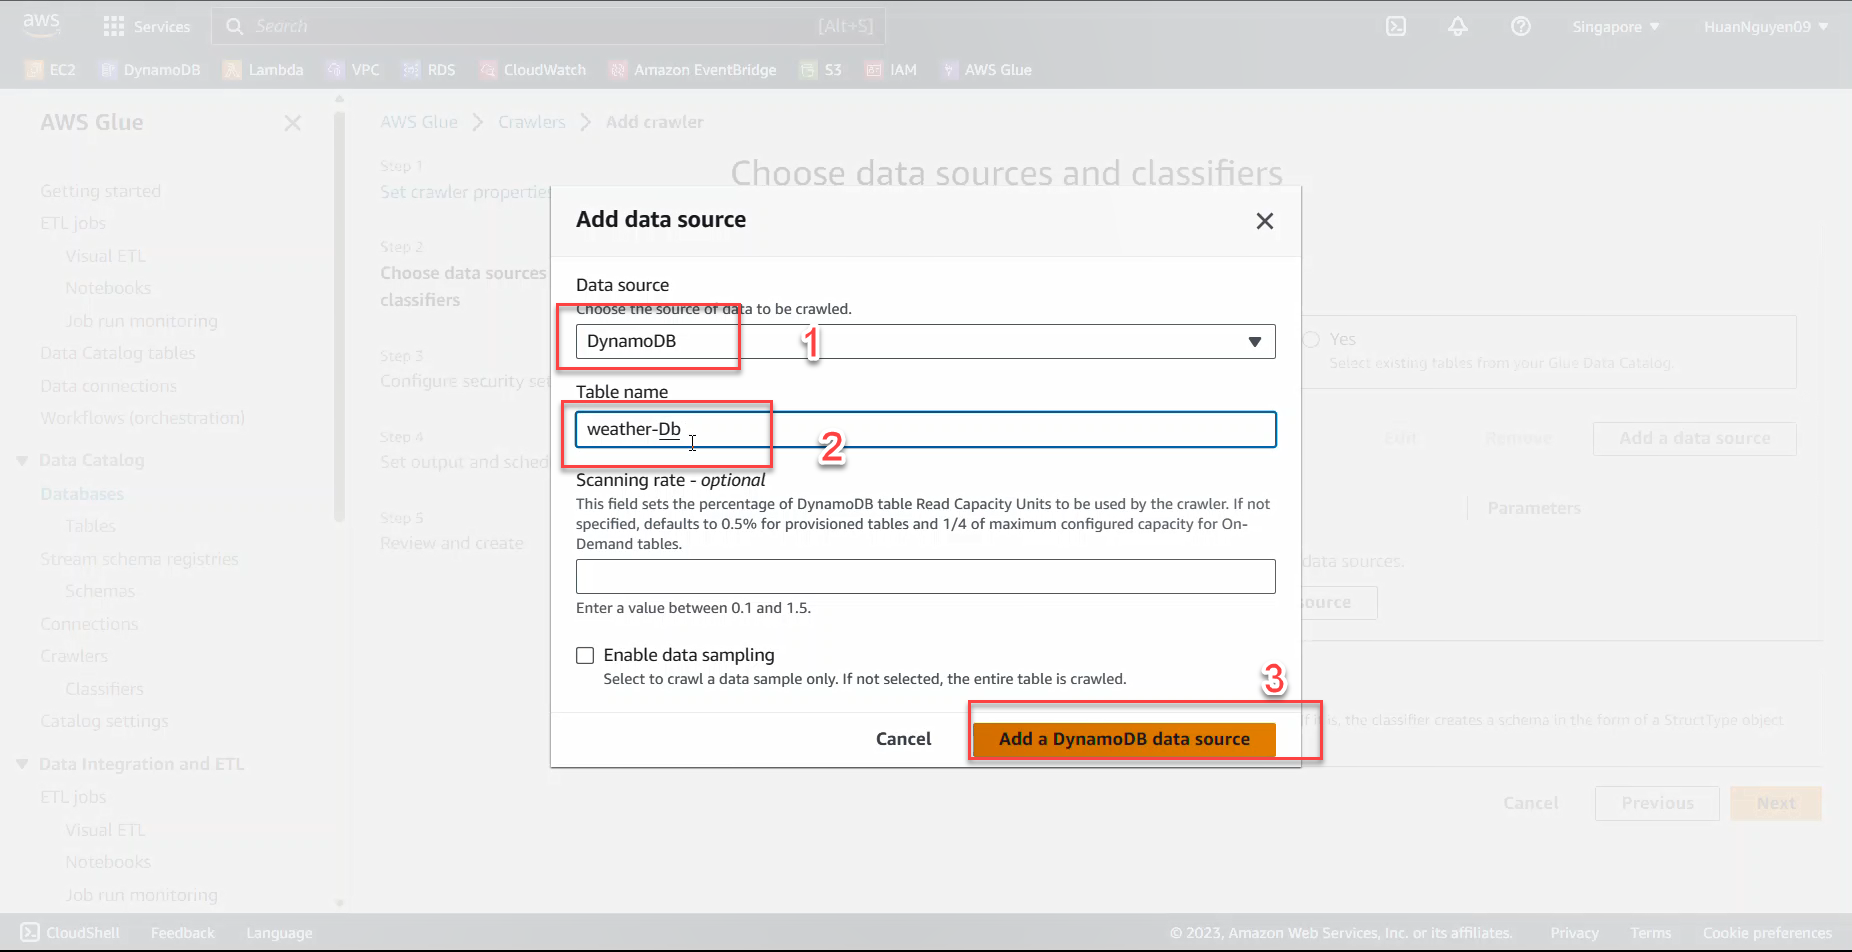 aws
Services
Search
[Alt+S]
Singapore
HuanNguyen09
EC2
DynamoDB
Lambda
VPC
RDS
CloudWatch
Amazon EventBridge
S3
IAM
AWS Glue
AWS Glue
Getting started
ETL jobs
Visual ETL
Notebooks
Job run monitoring
Data Catalog tables
Data connections
Workflows (orchestration)
Data Catalog
Databases
Tables
Stream schema registries
Schemas
Connections
Crawlers
Classifiers
Catalog settings
Data Integration and ETL
ETL jobs
Visual ETL
Notebooks
Job run monitoring
AWS Glue
Crawlers
Add crawler
Step 1
Set crawler properties
Step 2
Choose data sources
classifiers
Step 3
Configure security se
Step 4
Set output and sched
Step 5
Review and create
Choose data sources and classifiers
Add data source
Data source
Choose the source of data to be crawled.
DynamoDB
1
Table name
weather-Db
2
Scanning rate - optional
This field sets the percentage of DynamoDB table Read Capacity Units to be used by the crawler. If not
specified, defaults to 0.5% for provisioned tables and 1/4 of maximum configured capacity for On-
Demand tables.
Enter a value between 0.1 and 1.5.
Enable data sampling
Select to crawl a data sample only. If not selected, the entire table is crawled.
3
Cancel
Add a DynamoDB data source
Yes
Select existing tables from your Glue Data Catalog.
Edit
Remove
Add a data source
Parameters
data sources.
source
If it is, the classifier creates a schema in the form of a StructType object
Cancel
Previous
Next
CloudShell
Feedback
Language
© 2023, Amazon Web Services, Inc. or its affiliates.
Privacy
Terms
Cookie preferences